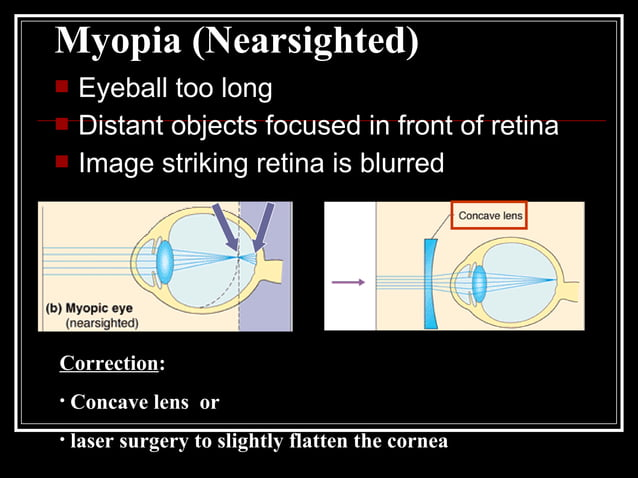 Myopia (Nearsighted)
Eyeball too long
Distant objects focused in front of retina
Image striking retina is blurred
(b) Myopic eye
(nearsighted)
Concave lens
Correction:
• Concave lens or
• laser surgery to slightly flatten the cornea